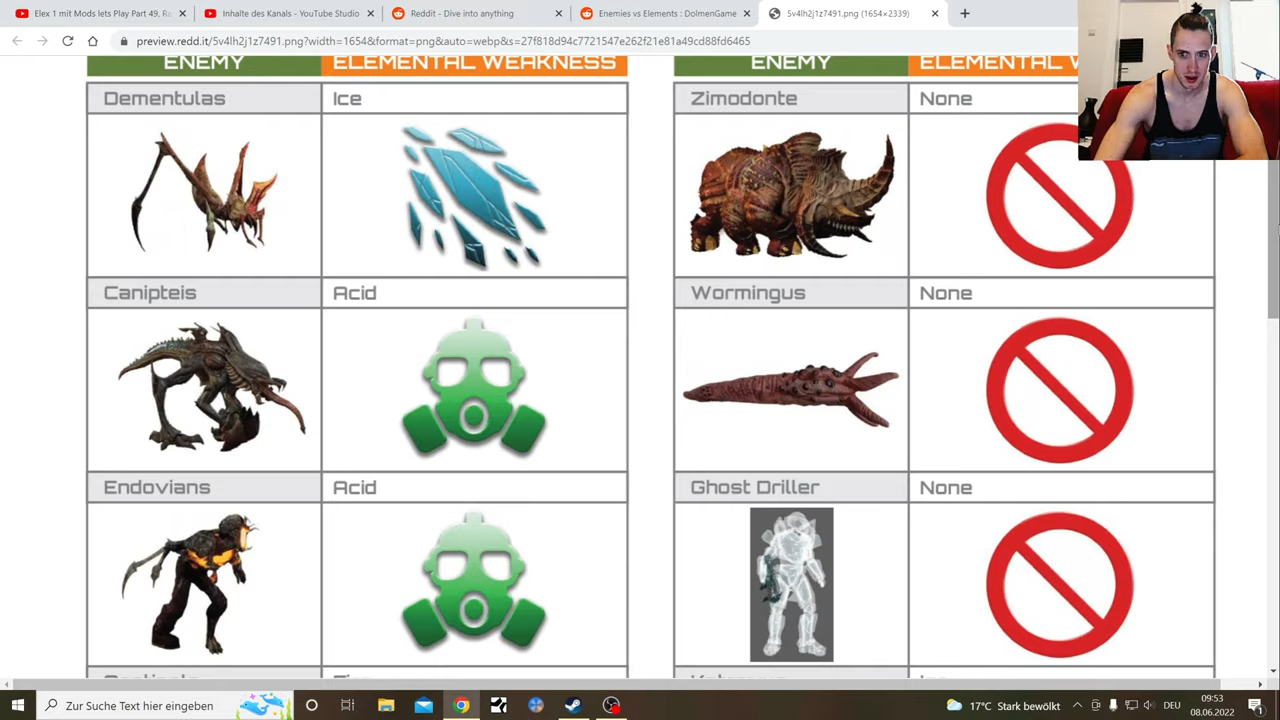 Elex 1 mit Mods lets Play Part 49, R
Inhalte des Kanals - YouTube Studio
Reddit - Dive into anything
Enemies vs Elements : DolmenGame
5v4lh2j1z7491.png (1654×2339)
preview.redd.it/5v4lh2j1z7491.png?width=1654&format=png&auto=webp&s=27f818d94c7721547e262f21e81a49cd88fd6465
ENEMY ELEMENTAL WEAKNESS
ENEMY ELEMENTAL W
Dementulas Ice
Zimodonte None
Canipteis Acid
Wormingus None
Endovians Acid
Ghost Driller None
Zur Suche Text hier eingeben
17°C Stark bewölkt
DEU
09:53
08.06.2022
1